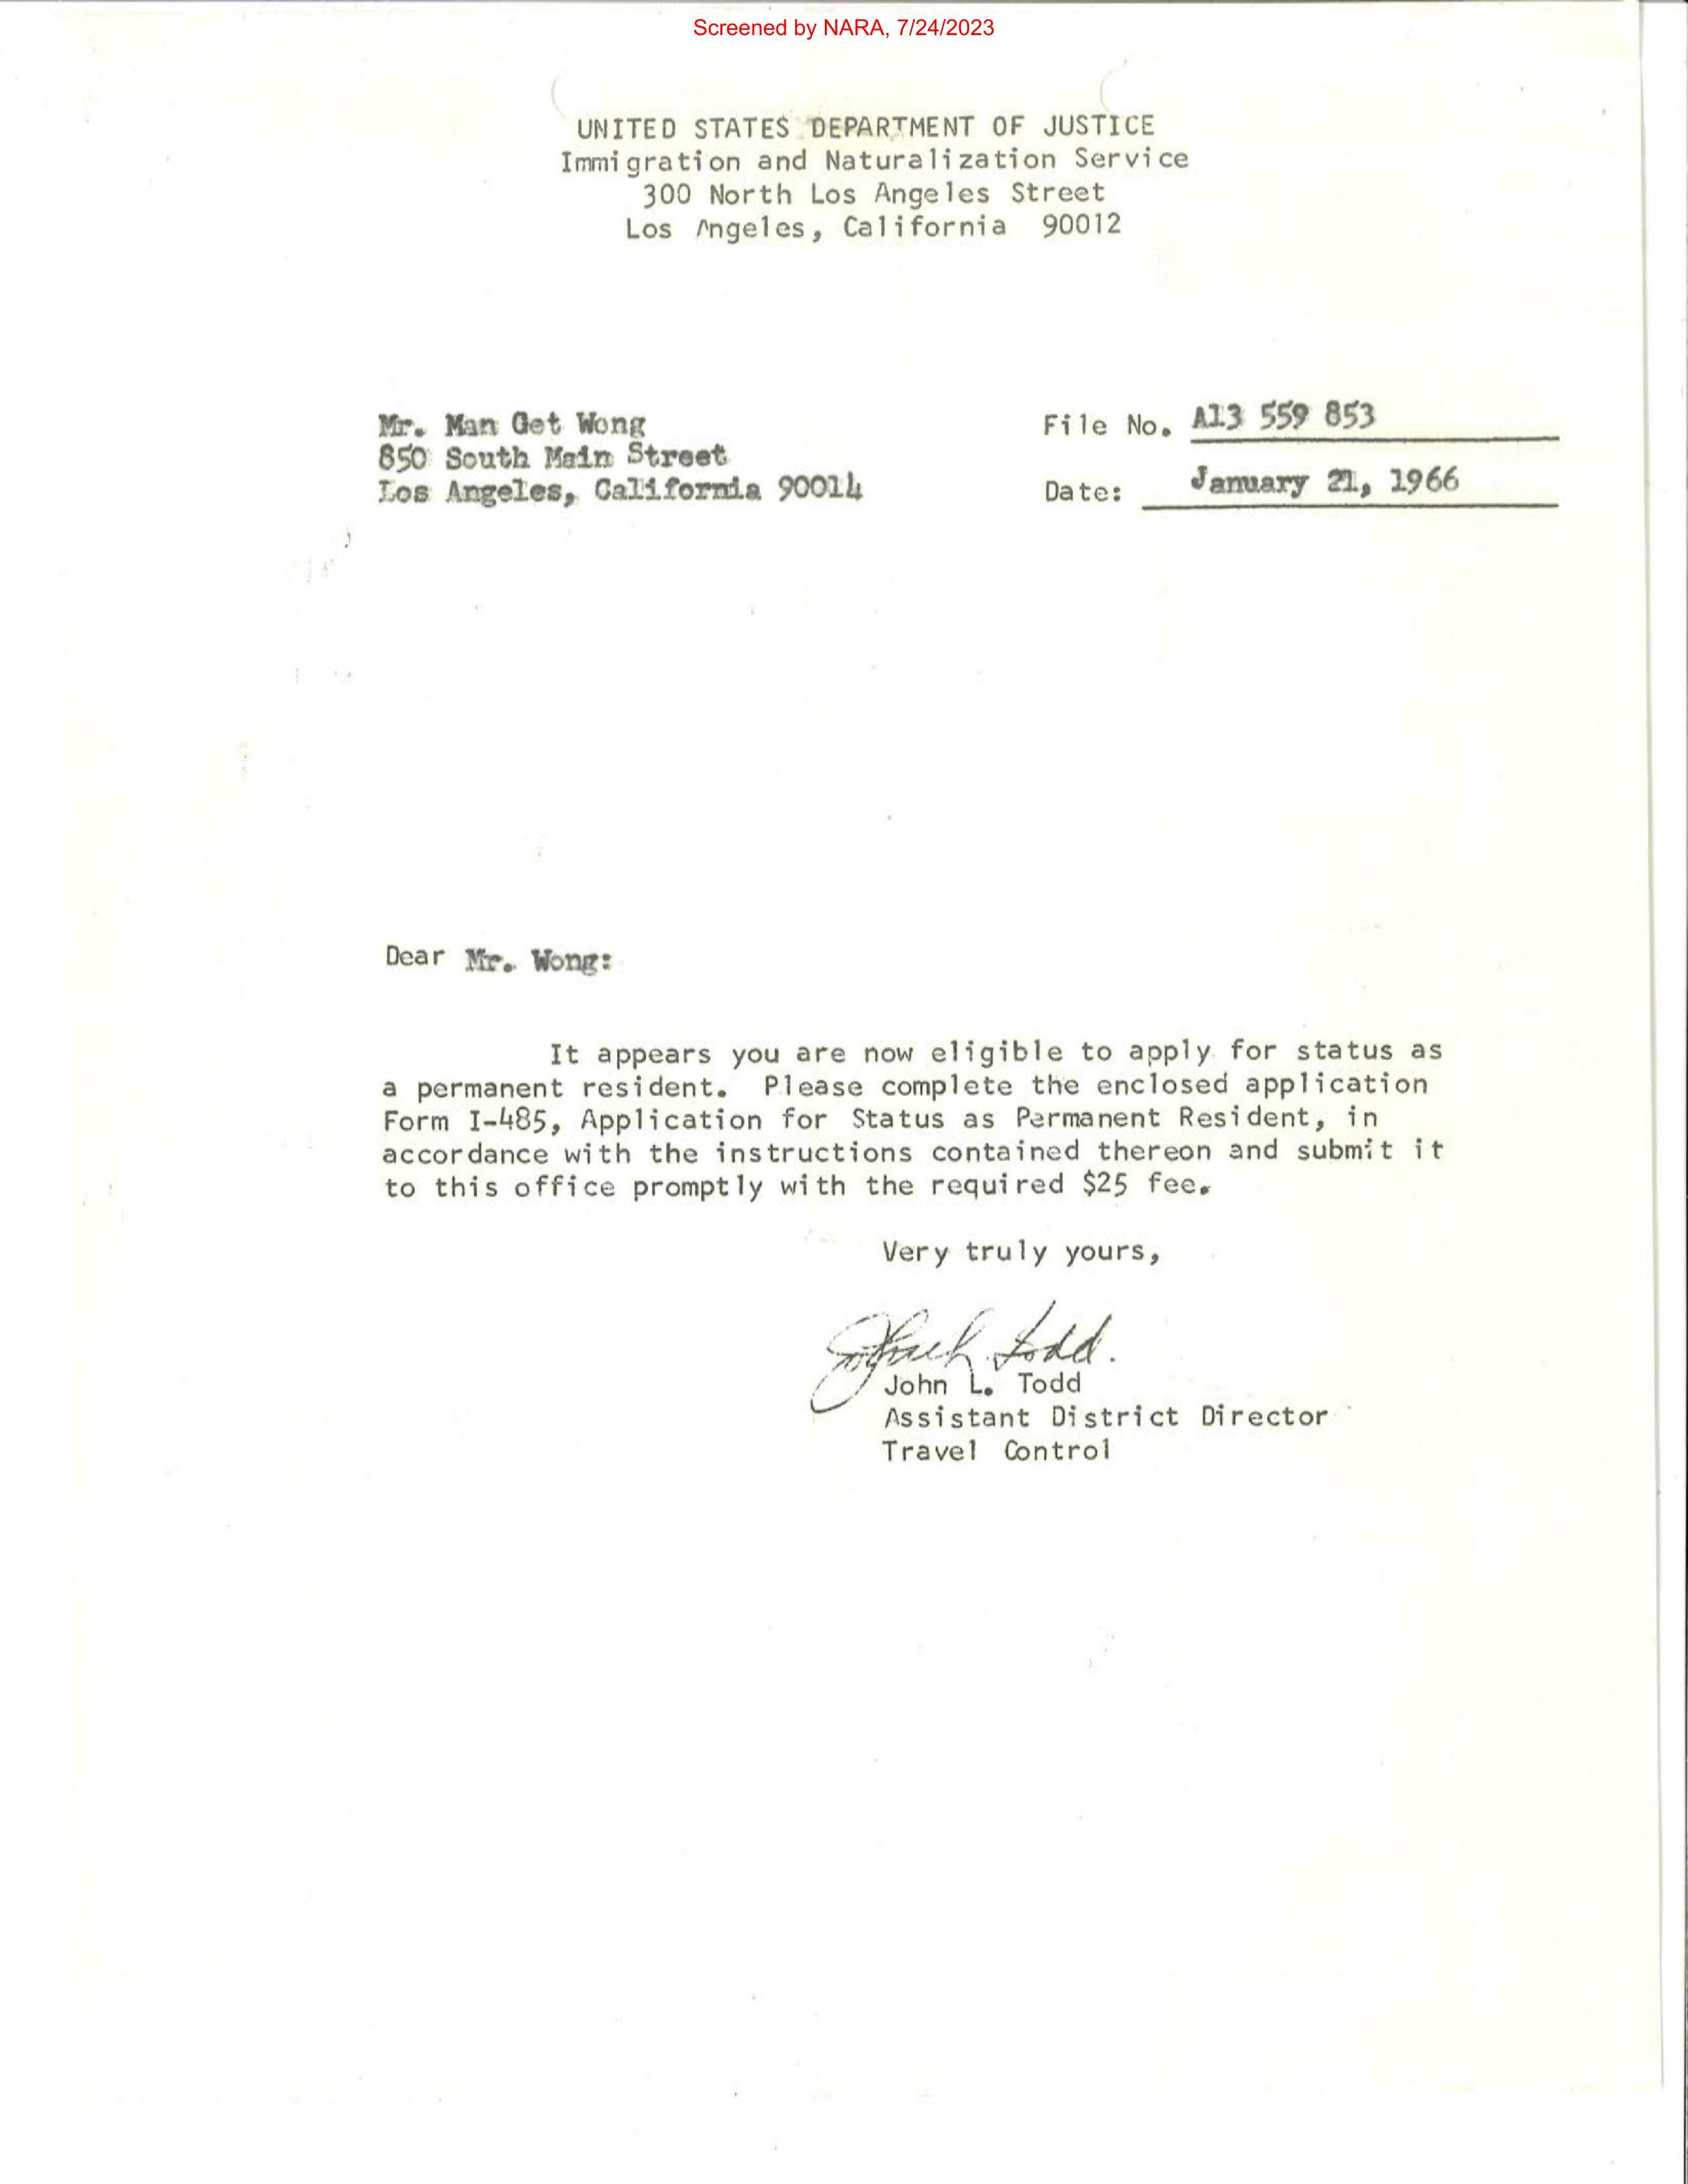 Screened by NARA, 7/24/2023
UNITED STATES DEPARTMENT OF JUSTICE
Immigration and Naturalization Service
300 North Los Angeles Street
Los Angeles, California 90012
Mr. Man Get Wong
850 South Main Street
Los Angeles, California 90014
File No. A13 559 853
Date: January 21, 1966
Dear Mr. Wong:
It appears you are now eligible to apply for status as
a permanent resident. Please complete the enclosed application
Form I-485, Application for Status as Permanent Resident, in
accordance with the instructions contained thereon and submit it
to this office promptly with the required $25 fee.
Very truly yours,
John L. Todd
Assistant District Director
Travel Control